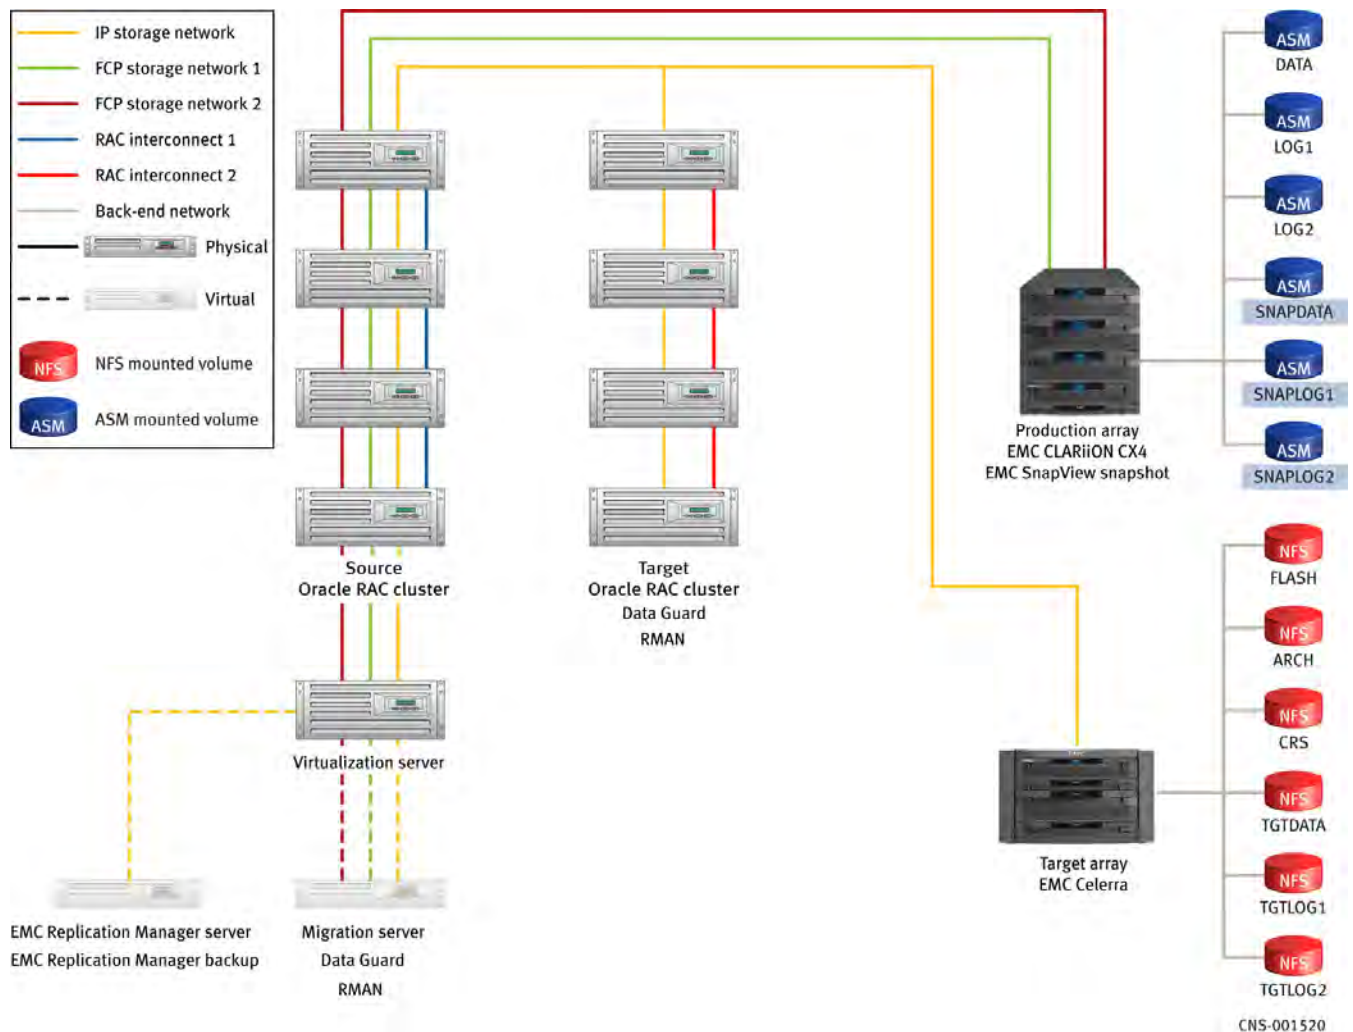 IP storage network
FCP storage network 1
FCP storage network 2
RAC interconnect 1
RAC interconnect 2
Back-end network
Physical
Virtual
NFS
NFS mounted volume
ASM
ASM mounted volume
Source
Oracle RAC cluster
Target
Oracle RAC cluster
Data Guard
RMAN
Production array
EMC CLARiiON CX4
EMC SnapView snapshot
ASM
DATA
ASM
LOG1
ASM
LOG2
ASM
SNAPDATA
ASM
SNAPLOG1
ASM
SNAPLOG2
Virtualization server
EMC Replication Manager server
EMC Replication Manager backup
Migration server
Data Guard
RMAN
Target array
EMC Celerra
NFS
FLASH
NFS
ARCH
NFS
CRS
NFS
TGTDATA
NFS
TGTLOG1
NFS
TGTLOG2
CNS-001520